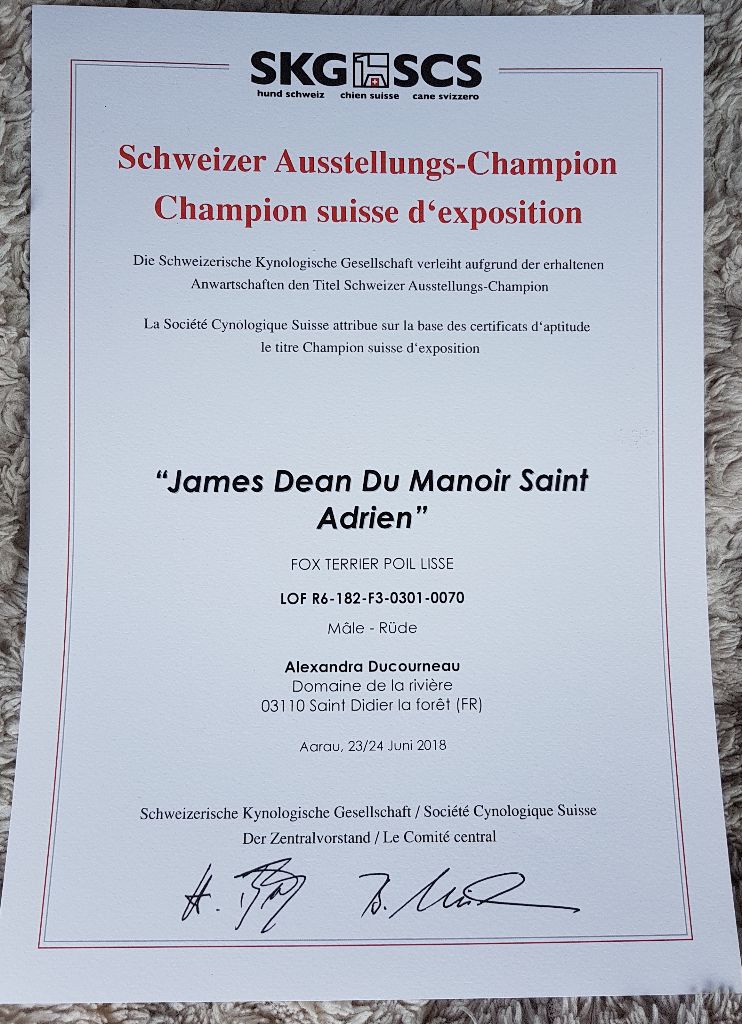 SKG SCS
hund schweiz chien suisse cane svizzero
Schweizer Ausstellungs-Champion
Champion suisse d‘exposition
Die Schweizerische Kynologische Gesellschaft verleiht aufgrund der erhaltenen
Anwartschaften den Titel Schweizer Ausstellungs-Champion
La Société Cynologique Suisse attribue sur la base des certificats d‘aptitude
le titre Champion suisse d‘exposition
“James Dean Du Manoir Saint
Adrien”
FOX TERRIER POIL LISSE
LOF R6-182-F3-0301-0070
Mâle - Rüde
Alexandra Ducourneau
Domaine de la rivière
03110 Saint Didier la forêt (FR)
Aarau, 23/24 Juni 2018
Schweizerische Kynologische Gesellschaft / Société Cynologique Suisse
Der Zentralvorstand / Le Comité central